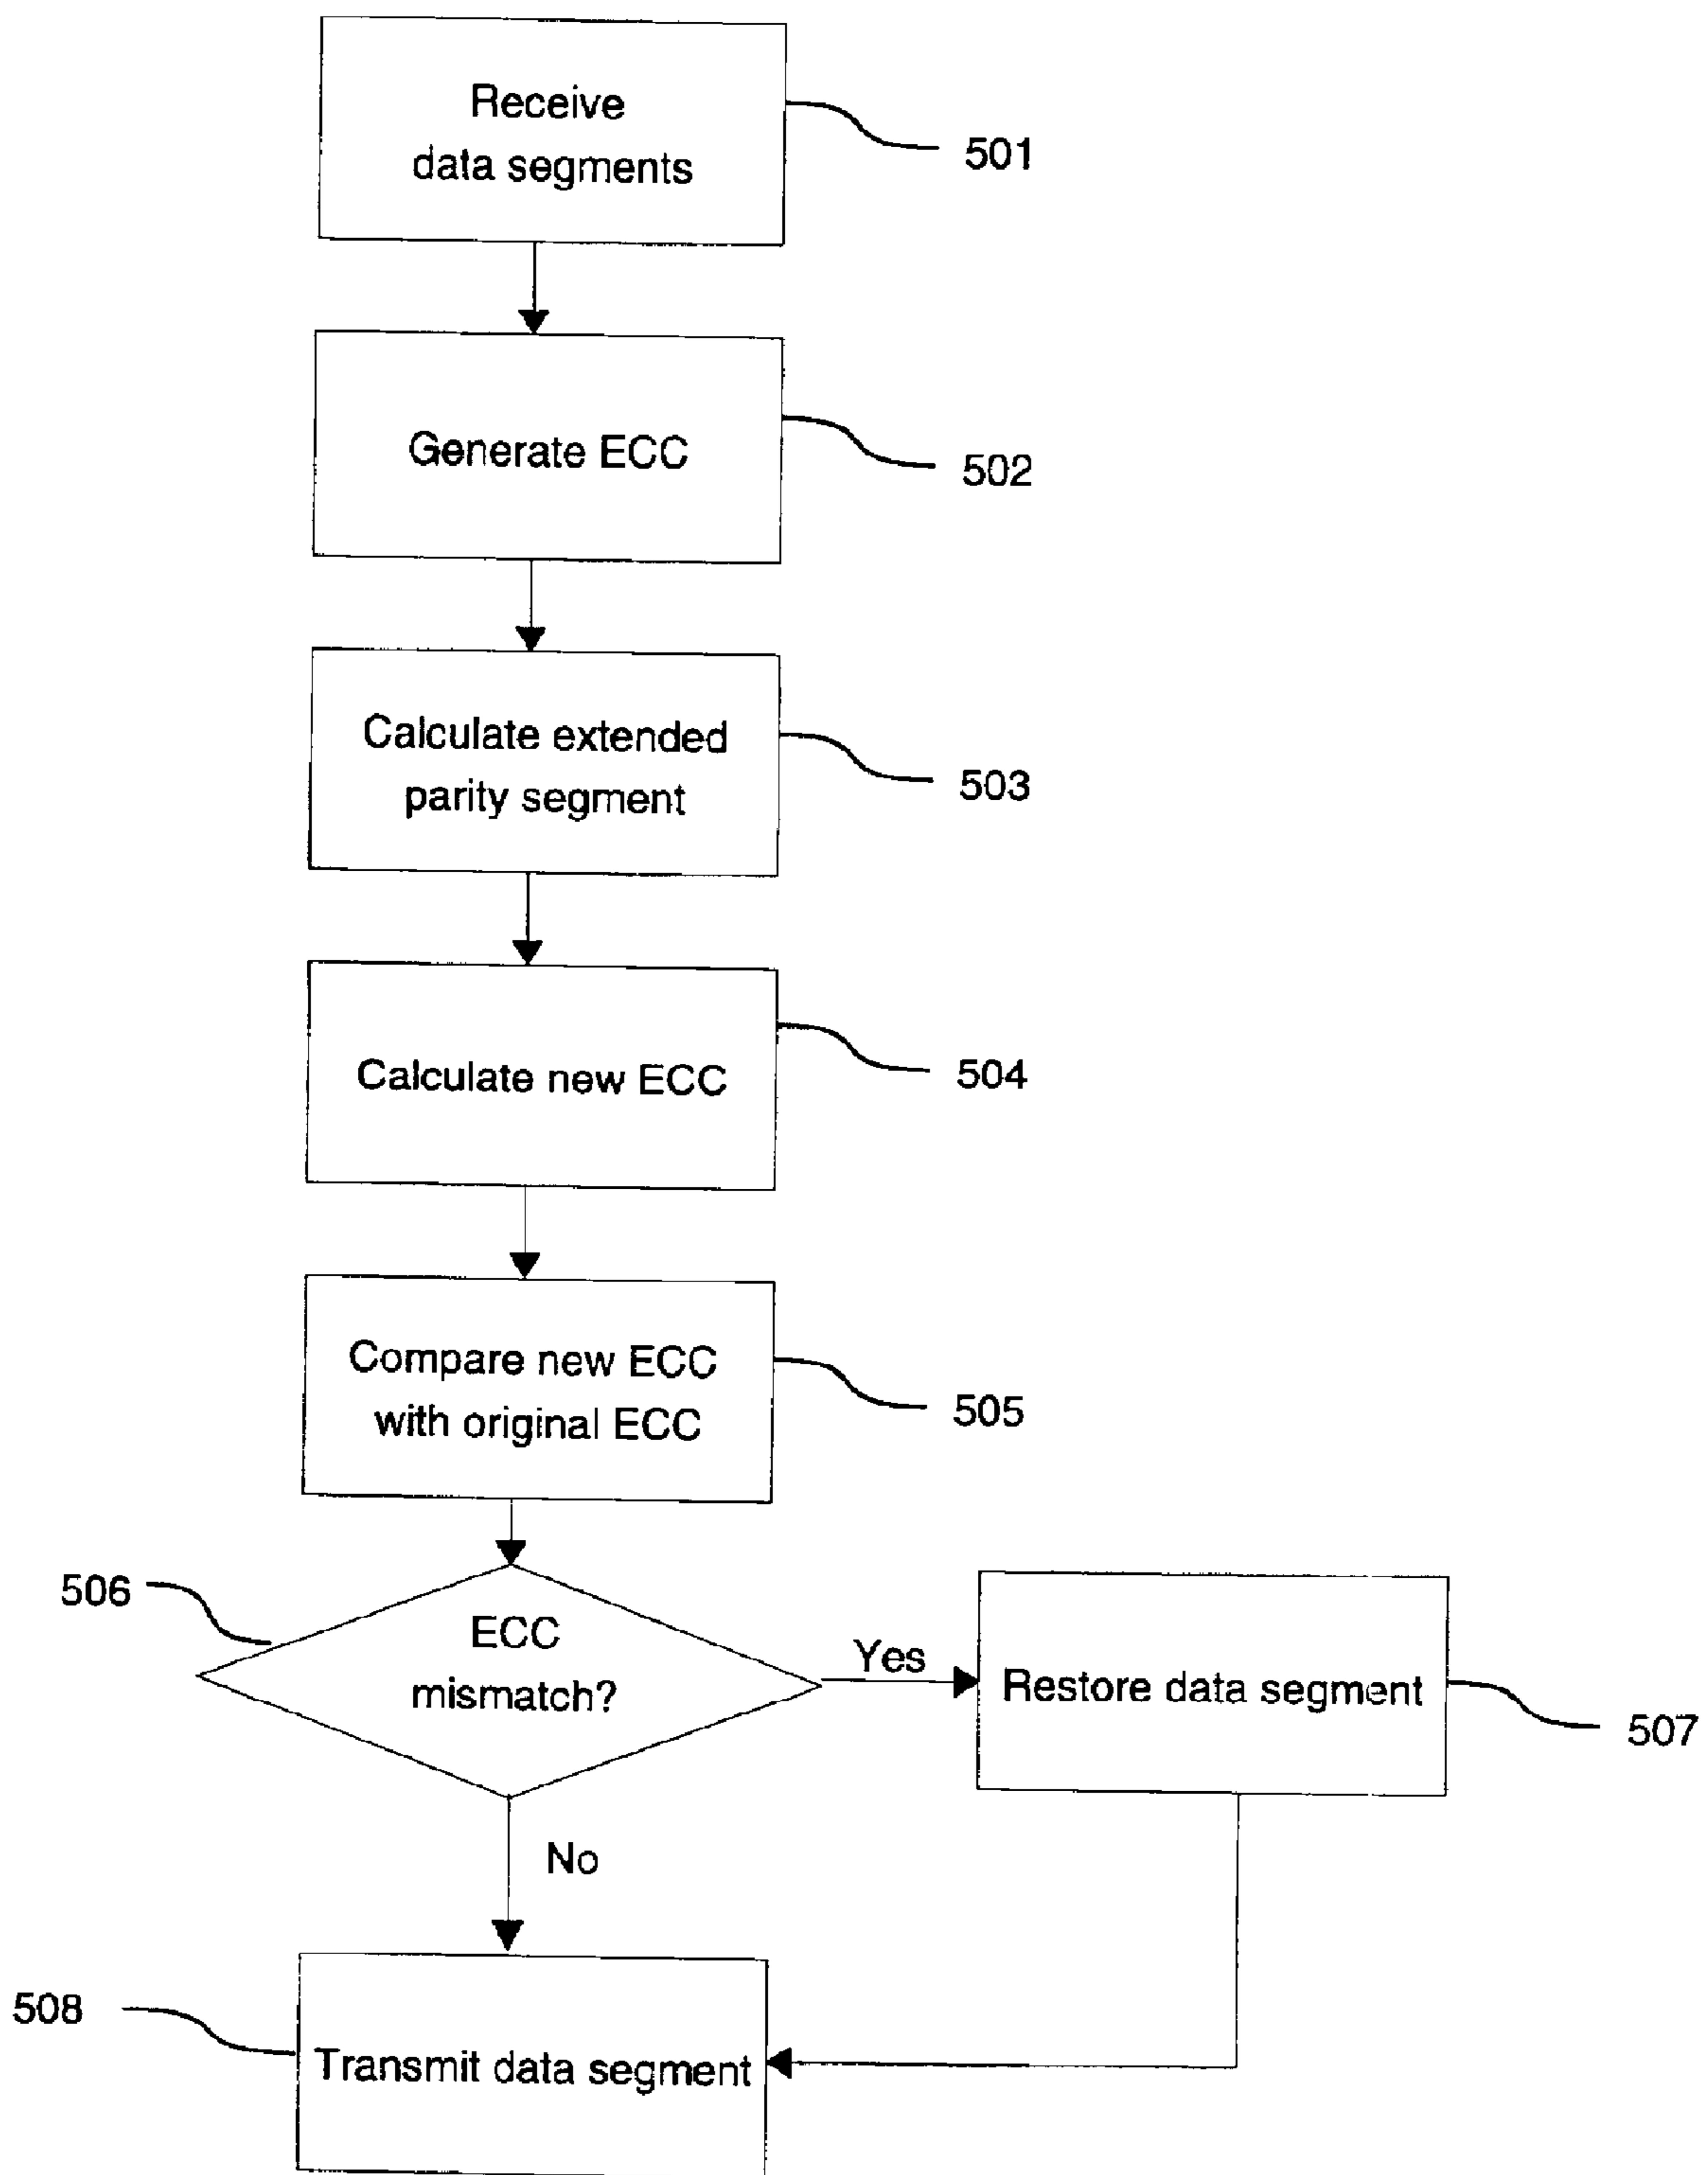 Receive
data segments
501
Generate ECC
502
Calculate extended
parity segment
503
Calculate new ECC
504
Compare new ECC
with original ECC
505
506
ECC
mismatch?
Yes
Restore data segment
507
No
508
Transmit data segment